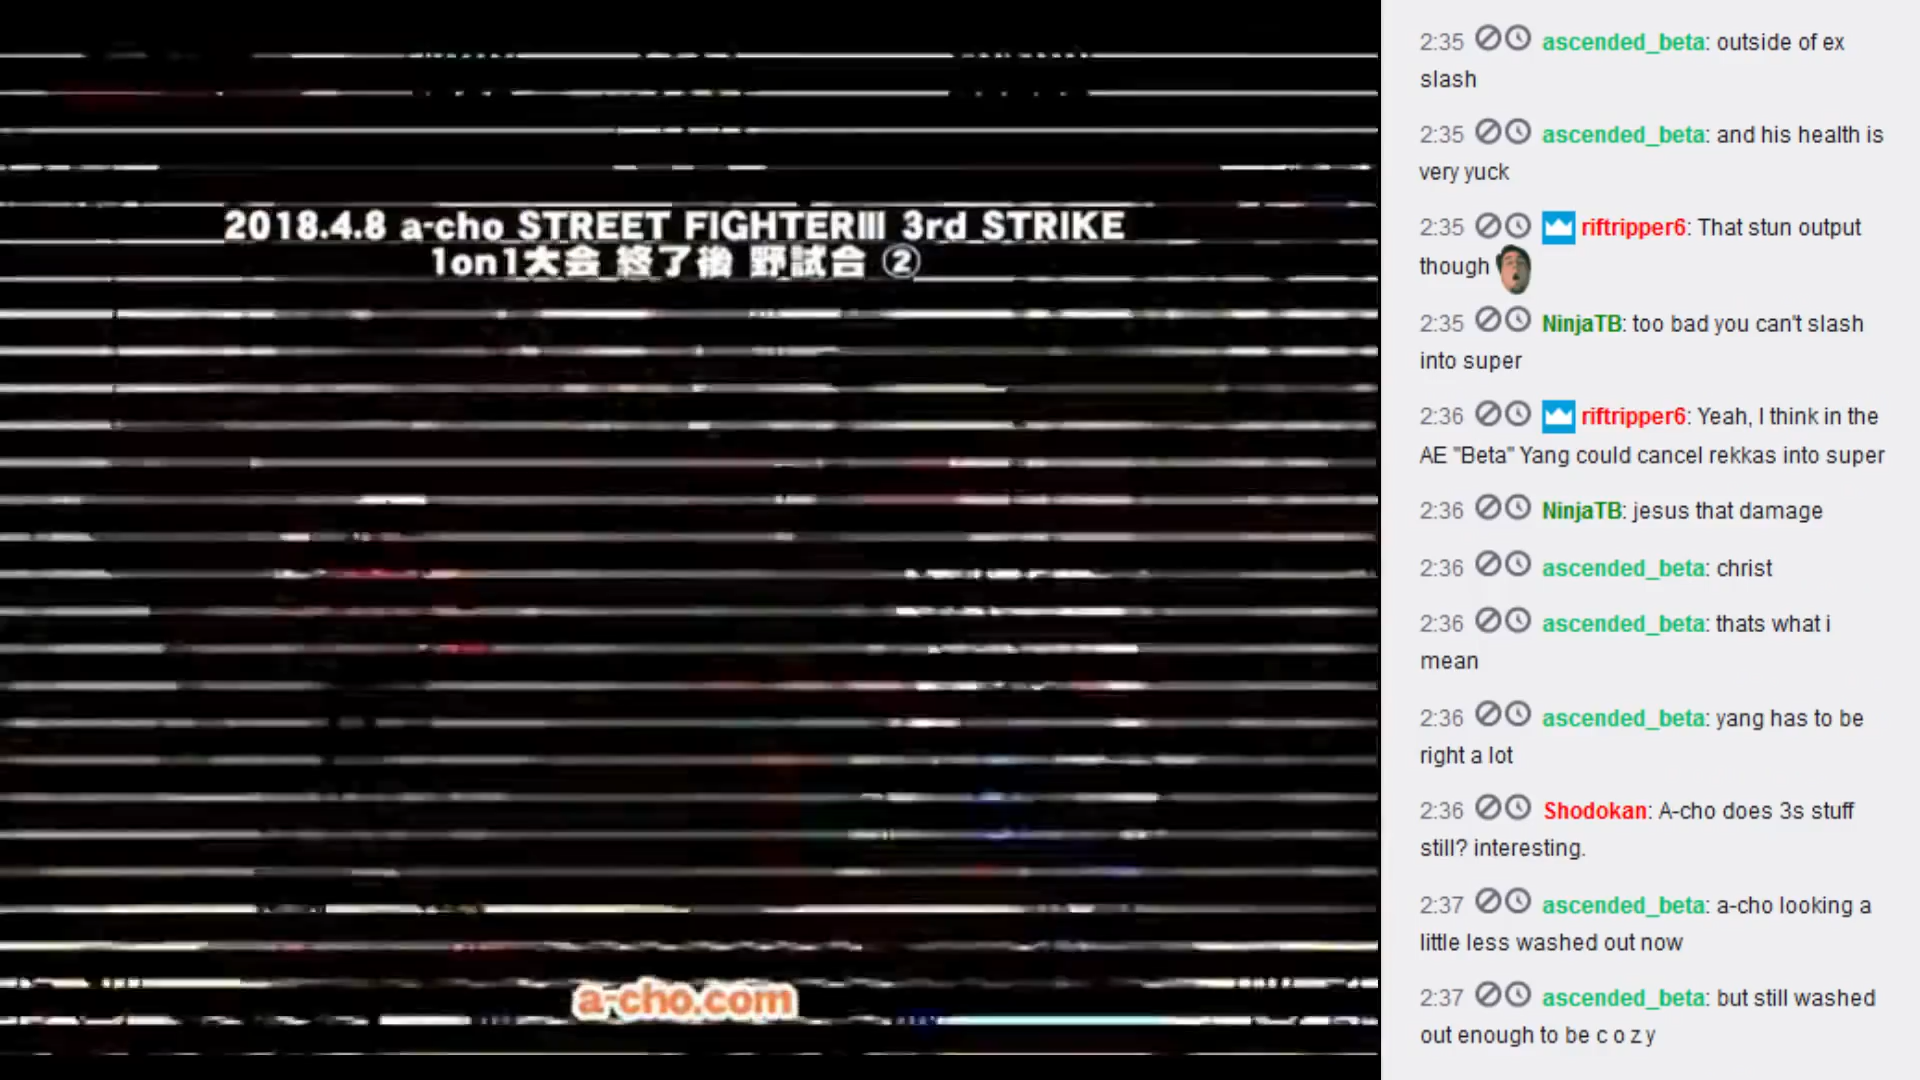 2018.4.8 a-cho STREET FIGHTERIII 3rd STRIKE
1on1大会 終了後 野試合 ②
a-cho.com
2:35 ascended_beta: outside of ex
slash
2:35 ascended_beta: and his health is
very yuck
2:35 riftripper6: That stun output
though
2:35 NinjaTB: too bad you can't slash
into super
2:36 riftripper6: Yeah, I think in the
AE "Beta" Yang could cancel rekkas into super
2:36 NinjaTB: jesus that damage
2:36 ascended_beta: christ
2:36 ascended_beta: thats what i
mean
2:36 ascended_beta: yang has to be
right a lot
2:36 Shodokan: A-cho does 3s stuff
still? interesting.
2:37 ascended_beta: a-cho looking a
little less washed out now
2:37 ascended_beta: but still washed
out enough to be c o z y